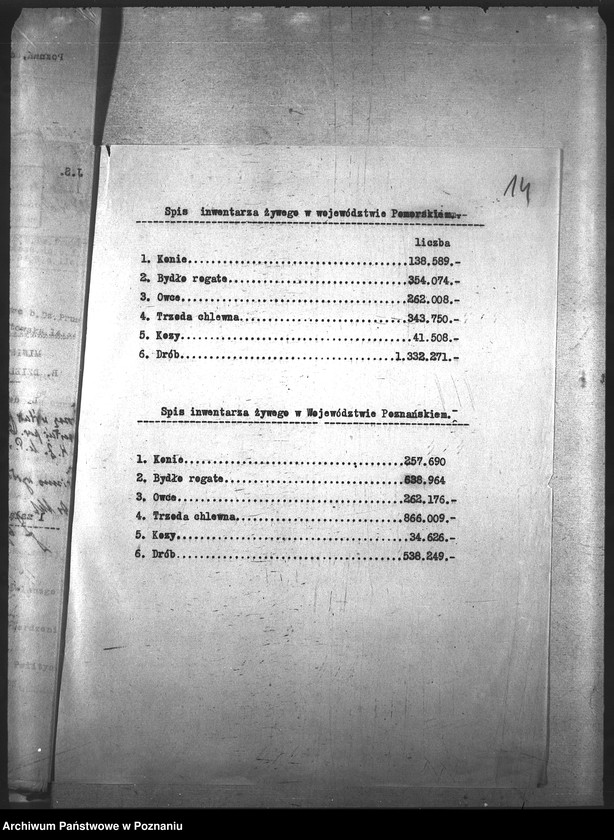 Poznań,
14
J.S.
Spis inwentarza żywego w województwie Pomorskiem.-
liczba
1. Konie........................................138.589.-
2. Bydło rogate.................................354.074.-
3. Owce.........................................262.008.-
4. Trzoda chlewna...............................343.750.-
5. Kozy......................................... 41.508.-
6. Drób.......................................1.332.271.-
Spis inwentarza żywego w Województwie Poznańskiem.-
1. Konie........................................257.690
2. Bydło rogate.................................538.964
3. Owce.........................................262.176.-
4. Trzoda chlewna...............................866.009.-
5. Kozy......................................... 34.626.-
6. Drób.........................................538.249.-
Archiwum Państwowe w Poznaniu